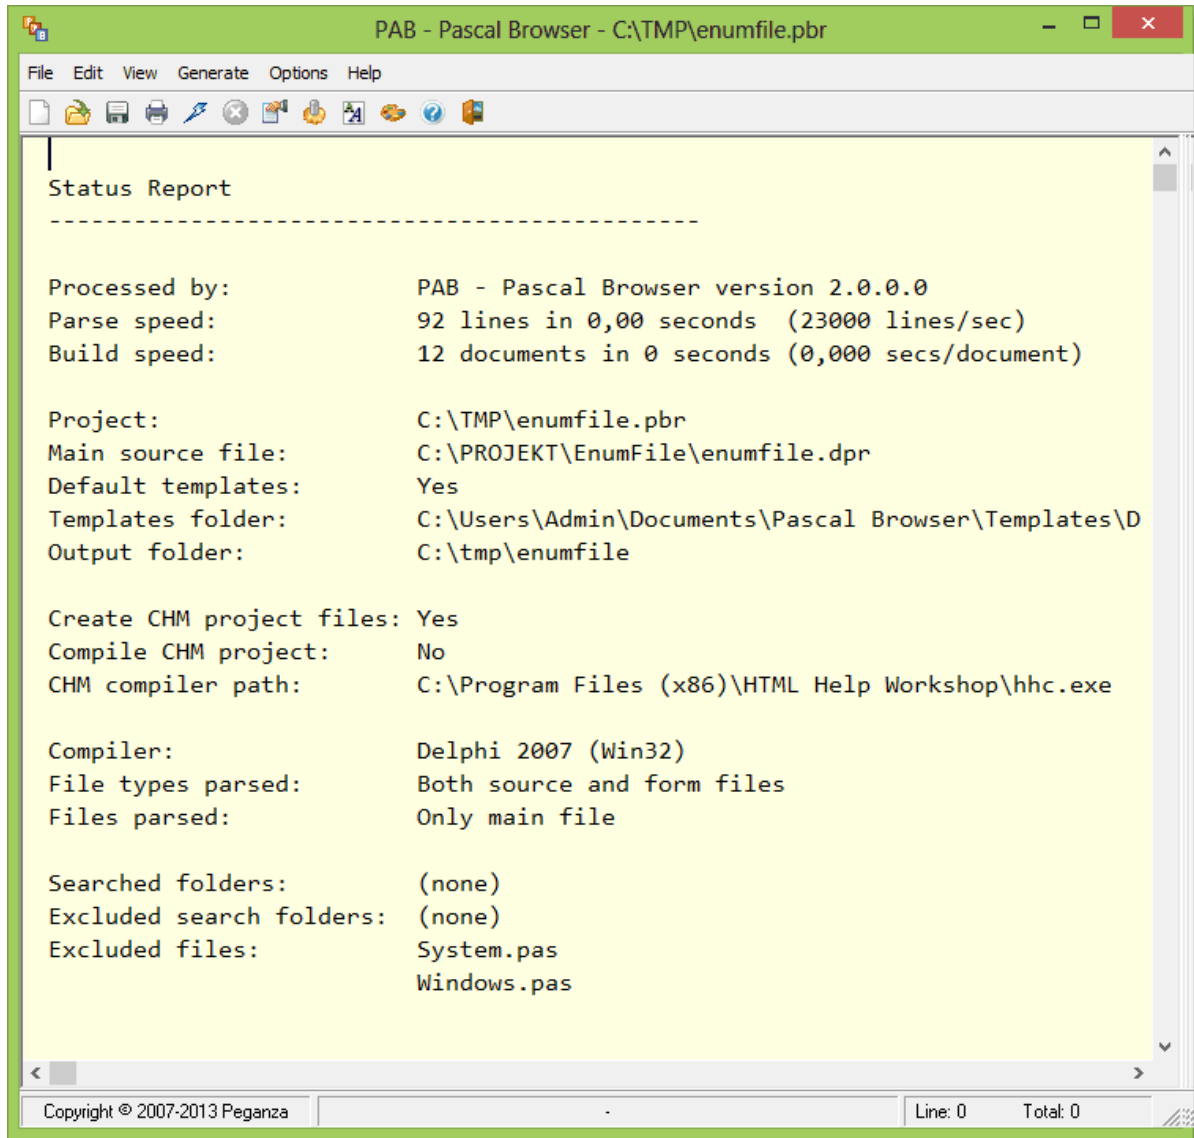 PAB - Pascal Browser - C:\TMP\enumfile.pbr
File Edit View Generate Options Help
Status Report
----------------------------------------------
Processed by: PAB - Pascal Browser version 2.0.0.0
Parse speed: 92 lines in 0,00 seconds (23000 lines/sec)
Build speed: 12 documents in 0 seconds (0,000 secs/document)
Project: C:\TMP\enumfile.pbr
Main source file: C:\PROJEKT\EnumFile\enumfile.dpr
Default templates: Yes
Templates folder: C:\Users\Admin\Documents\Pascal Browser\Templates\D
Output folder: C:\tmp\enumfile
Create CHM project files: Yes
Compile CHM project: No
CHM compiler path: C:\Program Files (x86)\HTML Help Workshop\hhc.exe
Compiler: Delphi 2007 (Win32)
File types parsed: Both source and form files
Files parsed: Only main file
Searched folders: (none)
Excluded search folders: (none)
Excluded files: System.pas
Windows.pas
Copyright © 2007-2013 Peganza - Line: 0 Total: 0